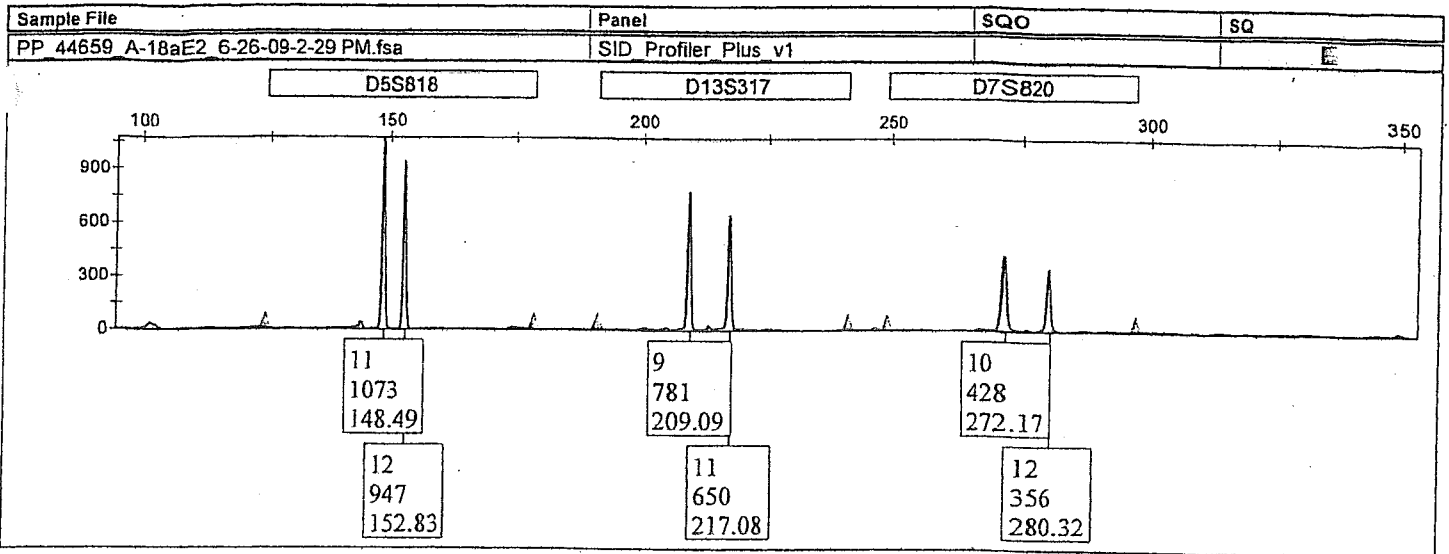 Sample File Panel SQO SQ
PP_44659_A-18aE2_6-26-09-2-29 PM.fsa SID_Profiler_Plus_v1
D5S818 D13S317 D7S820
100 150 200 250 300 350
900
600
300
0
11 9 10
1073 781 428
148.49 209.09 272.17
12 11 12
947 650 356
152.83 217.08 280.32